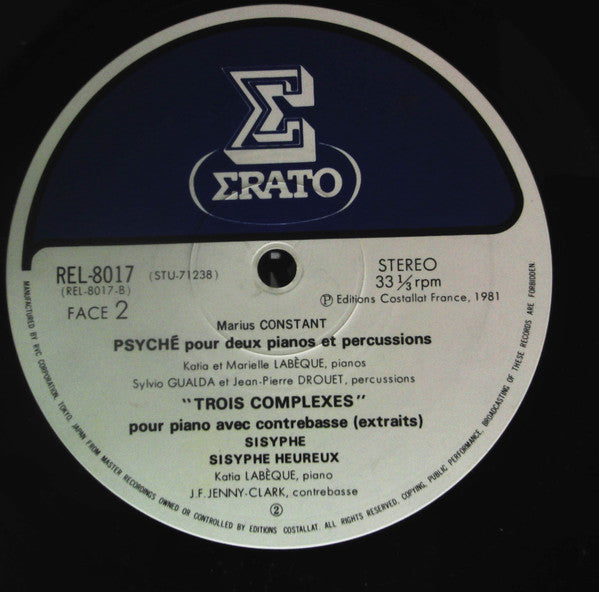 Σ
ΣRATO
REL-8017 (STU-71238)
(REL-8017-B)
FACE 2
STEREO
33 1/3 rpm
Ⓟ Editions Costallat France, 1981
Marius CONSTANT
PSYCHÉ pour deux pianos et percussions
Katia et Marielle LABÈQUE, pianos
Sylvio GUALDA et Jean-Pierre DROUET, percussions
"TROIS COMPLEXES"
pour piano avec contrebasse (extraits)
SISYPHE
SISYPHE HEUREUX
Katia LABÈQUE, piano
J.F. JENNY-CLARK, contrebasse
②
MANUFACTURED BY RVC CORPORATION, TOKYO, JAPAN FROM MASTER RECORDINGS OWNED OR CONTROLLED BY EDITIONS COSTALLAT. ALL RIGHTS RESERVED. COPYING, PUBLIC PERFORMANCE, BROADCASTING OF THESE RECORDS ARE FORBIDDEN.